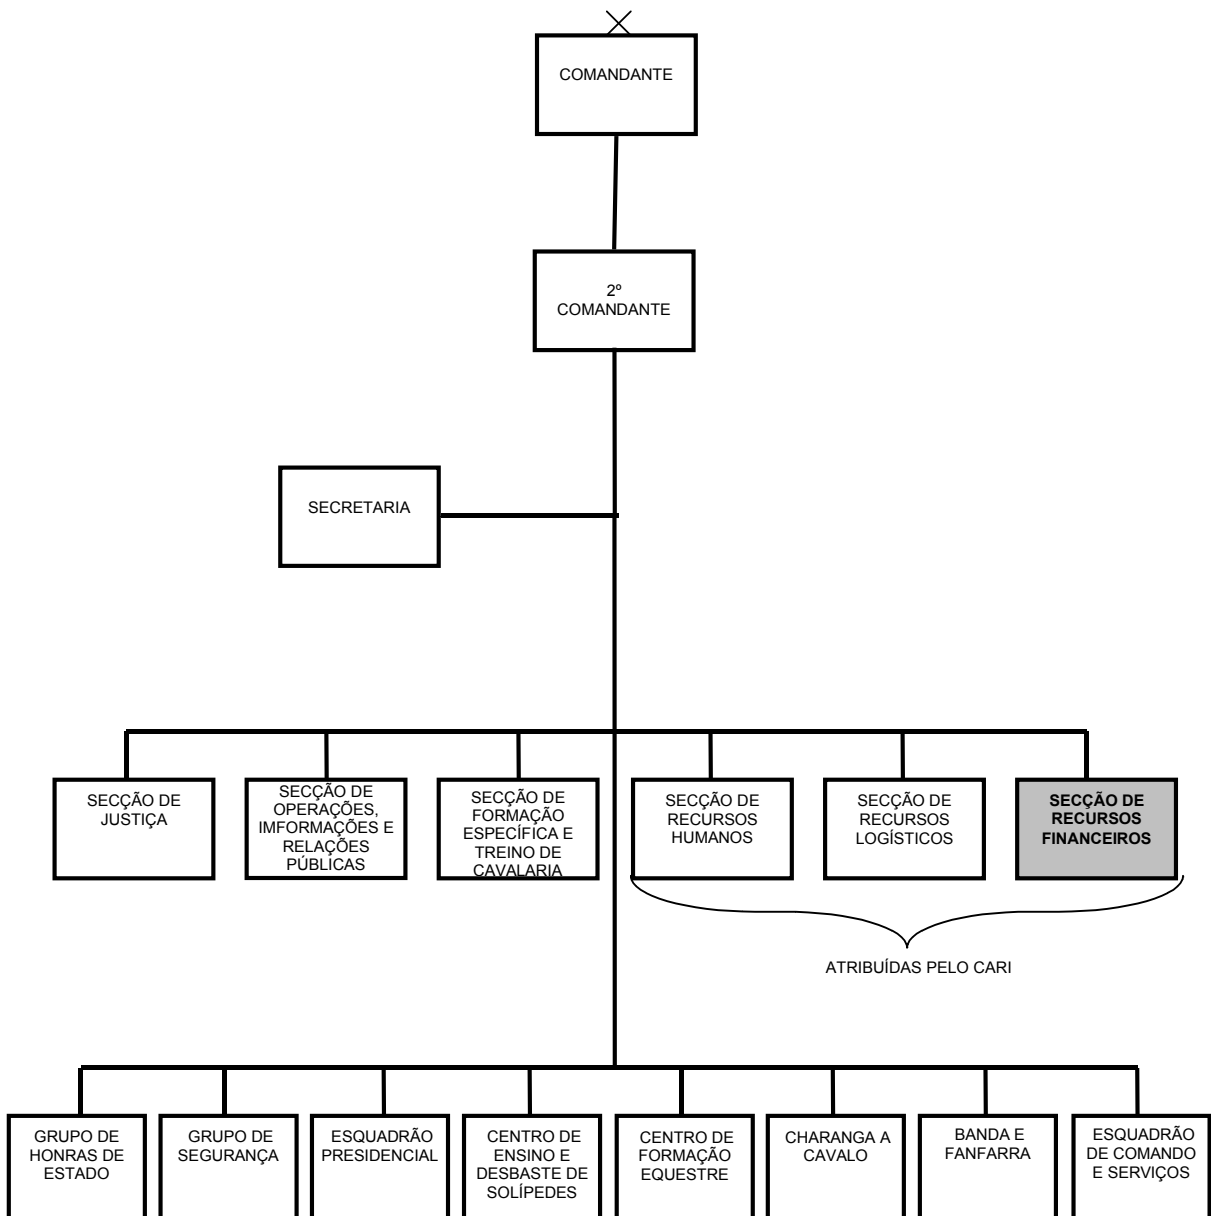 COMANDANTE
2º
COMANDANTE
SECRETARIA
SECÇÃO DE
JUSTIÇA
SECÇÃO DE
OPERAÇÕES,
IMFORMAÇÕES E
RELAÇÕES
PÚBLICAS
SECÇÃO DE
FORMAÇÃO
ESPECÍFICA E
TREINO DE
CAVALARIA
SECÇÃO DE
RECURSOS
HUMANOS
SECÇÃO DE
RECURSOS
LOGÍSTICOS
SECÇÃO DE
RECURSOS
FINANCEIROS
ATRIBUÍDAS PELO CARI
GRUPO DE
HONRAS DE
ESTADO
GRUPO DE
SEGURANÇA
ESQUADRÃO
PRESIDENCIAL
CENTRO DE
ENSINO E
DESBASTE DE
SOLÍPEDES
CENTRO DE
FORMAÇÃO
EQUESTRE
CHARANGA A
CAVALO
BANDA E
FANFARRA
ESQUADRÃO
DE COMANDO
E SERVIÇOS